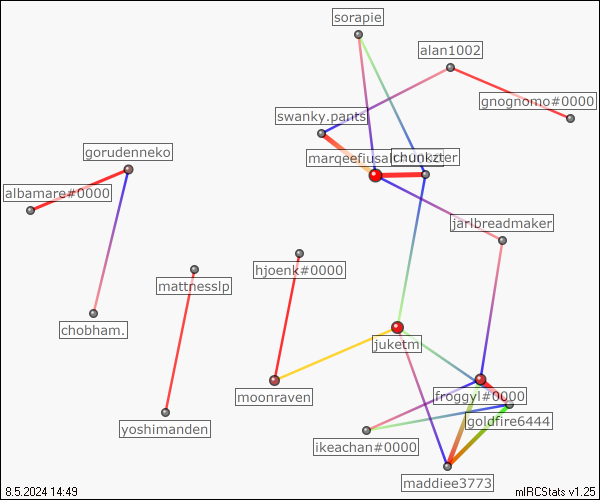 sorapie
alan1002
gnognomo#0000
swanky.pants
chunkzter
gorudenneko
albamare#0000
jarlbreadmaker
hjoenk#0000
mattnesslp
chobham.
juketm
moonraven
froggyl#0000
yoshimanden
goldfire6444
ikeachan#0000
maddiee3773
8.5.2024 14:49
mIRCStats v1.25